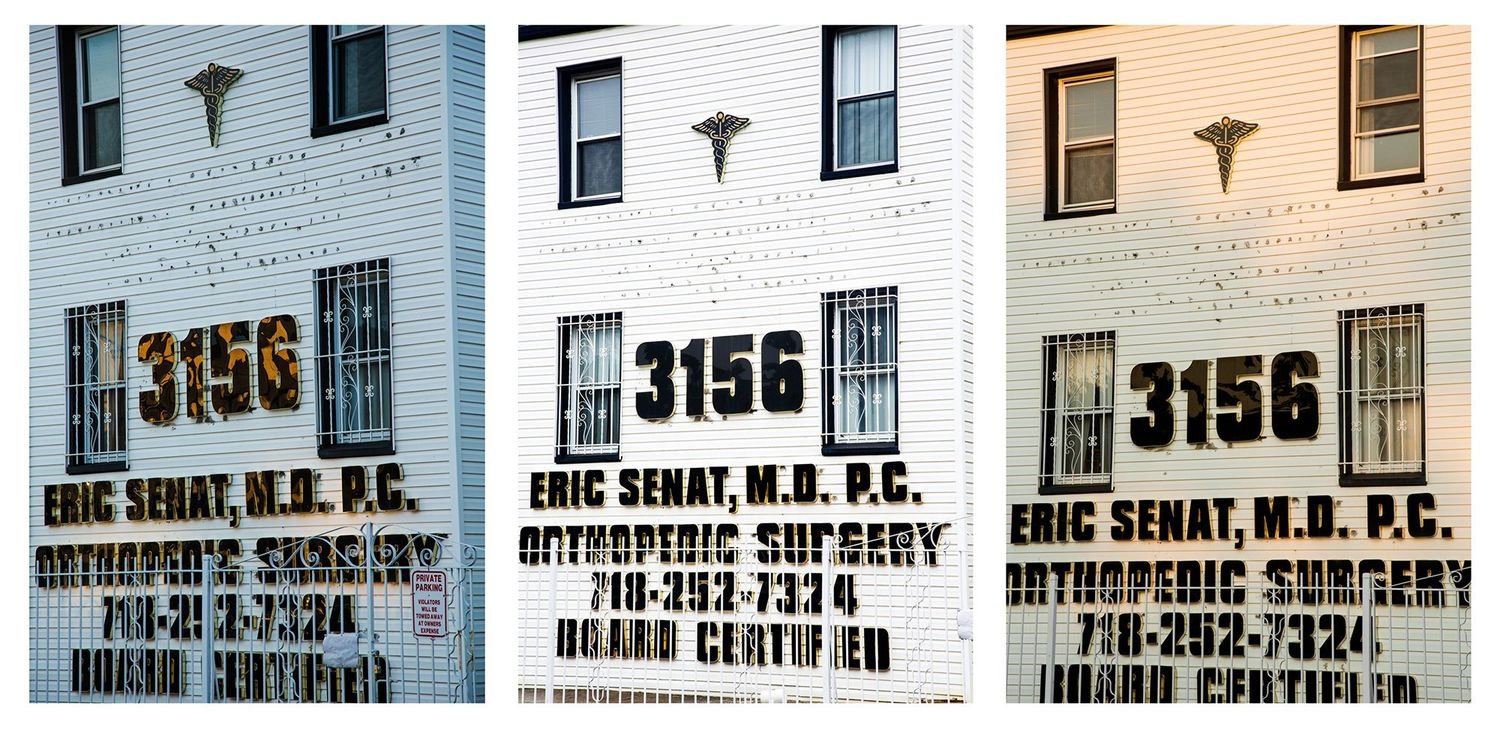 3156
ERIC SENAT, M.D. P.C.
ORTHOPEDIC SURGERY
718-252-7324
BOARD CERTIFIED
PRIVATE
PARKING
VIOLATORS
WILL BE
TOWED AWAY
AT OWNERS
EXPENSE
3156
ERIC SENAT, M.D. P.C.
ORTHOPEDIC SURGERY
718-252-7324
BOARD CERTIFIED
3156
ERIC SENAT, M.D. P.C.
ORTHOPEDIC SURGERY
718-252-7324
BOARD CERTIFIED